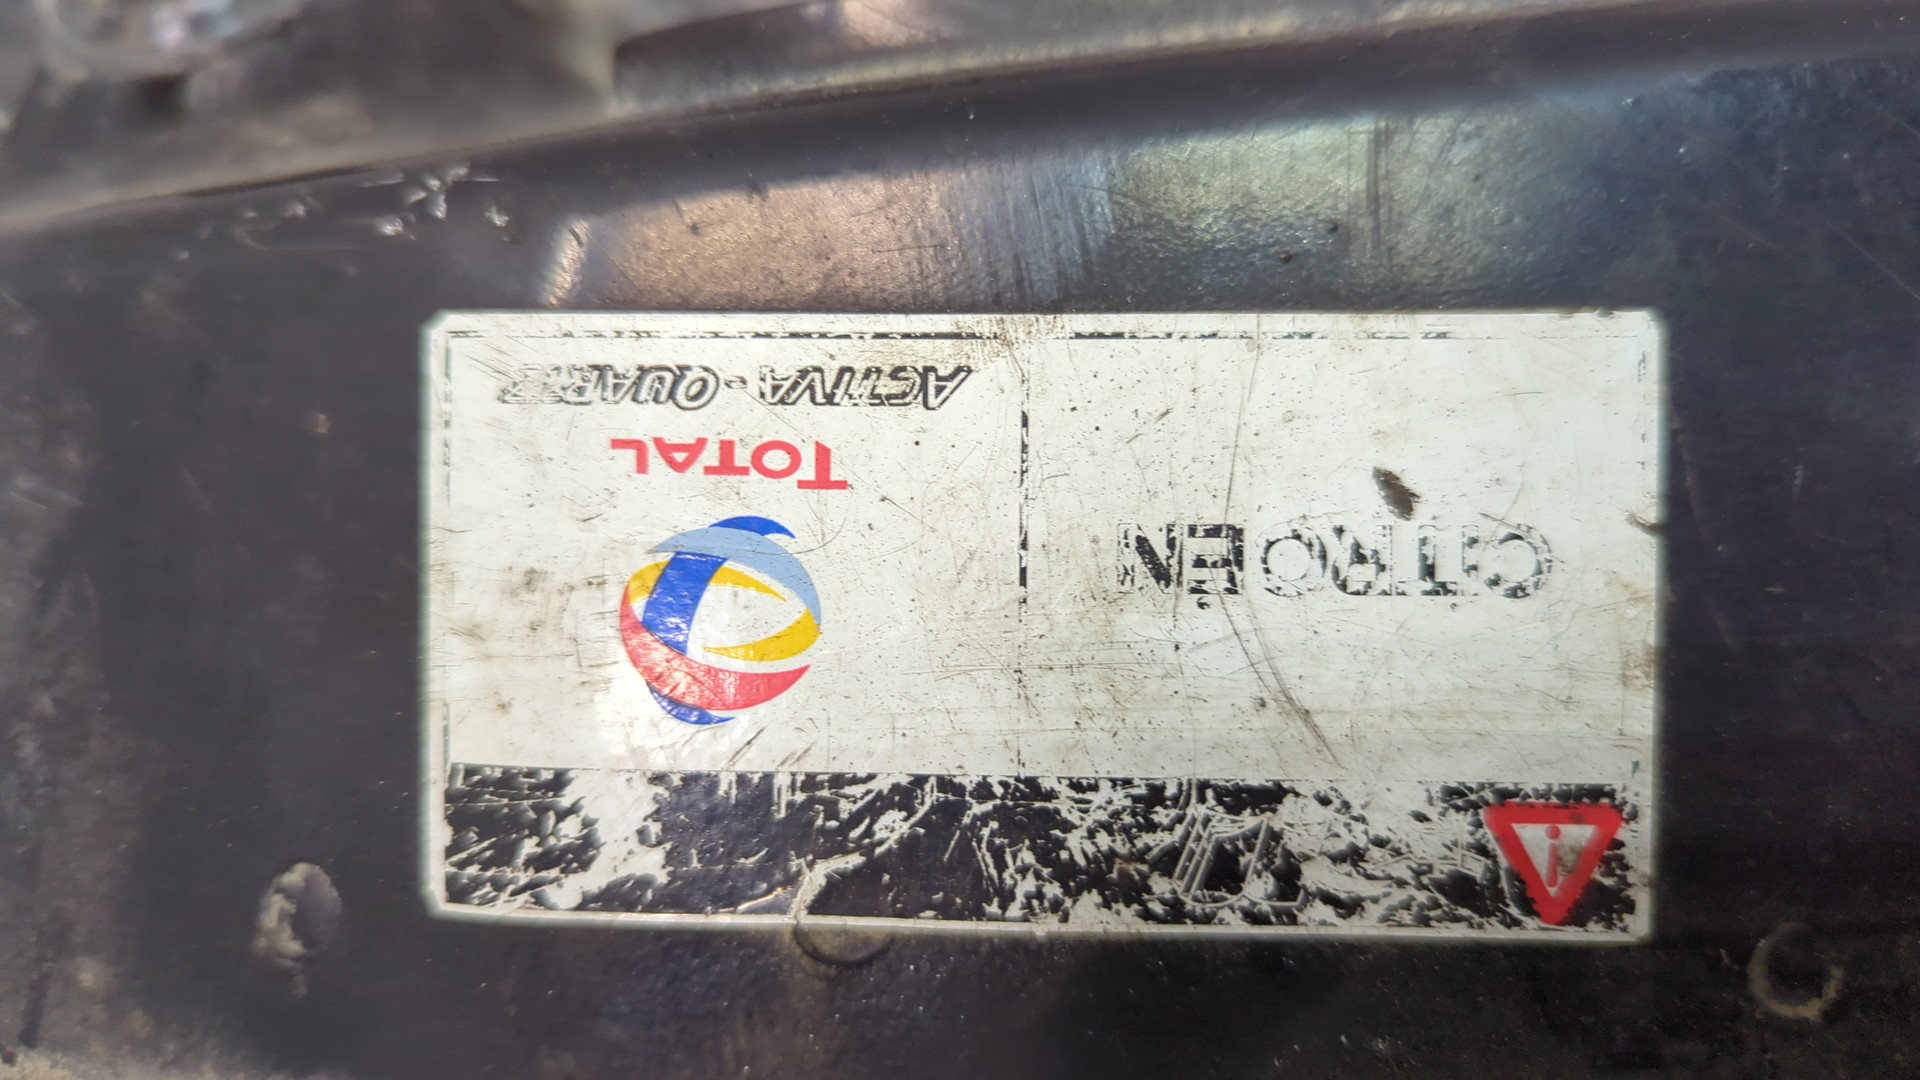 CITROËN
TOTAL
ACTIVA - QUARTZ
i